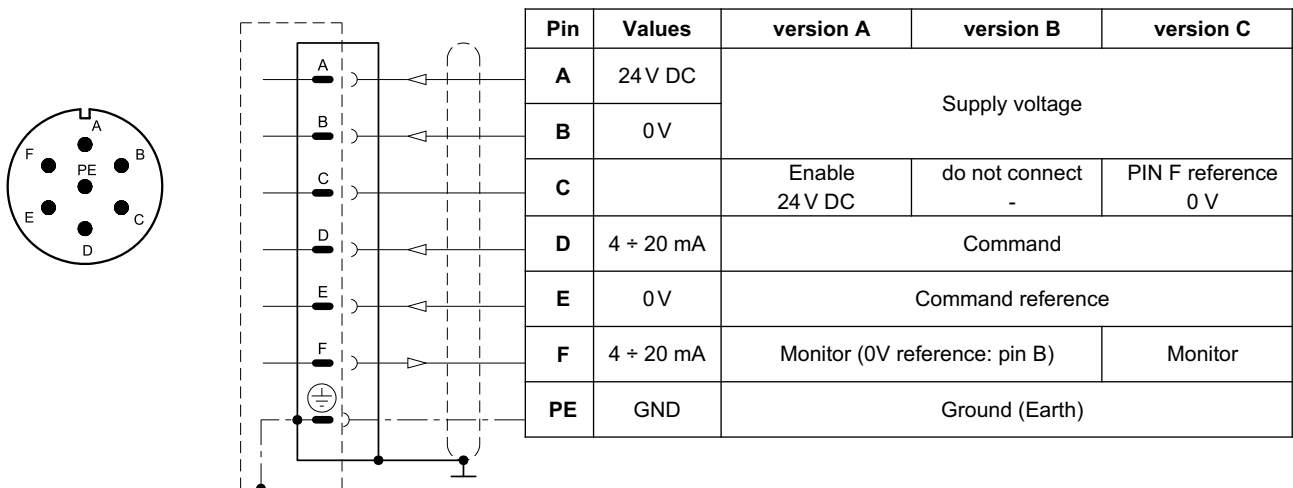 A
F
B
PE
E
C
D
A
B
C
D
E
F
Pin Values version A version B version C
A 24 V DC Supply voltage
B 0 V
C Enable do not connect PIN F reference
24 V DC - 0 V
D 4 ÷ 20 mA Command
E 0 V Command reference
F 4 ÷ 20 mA Monitor (0V reference: pin B) Monitor
PE GND Ground (Earth)